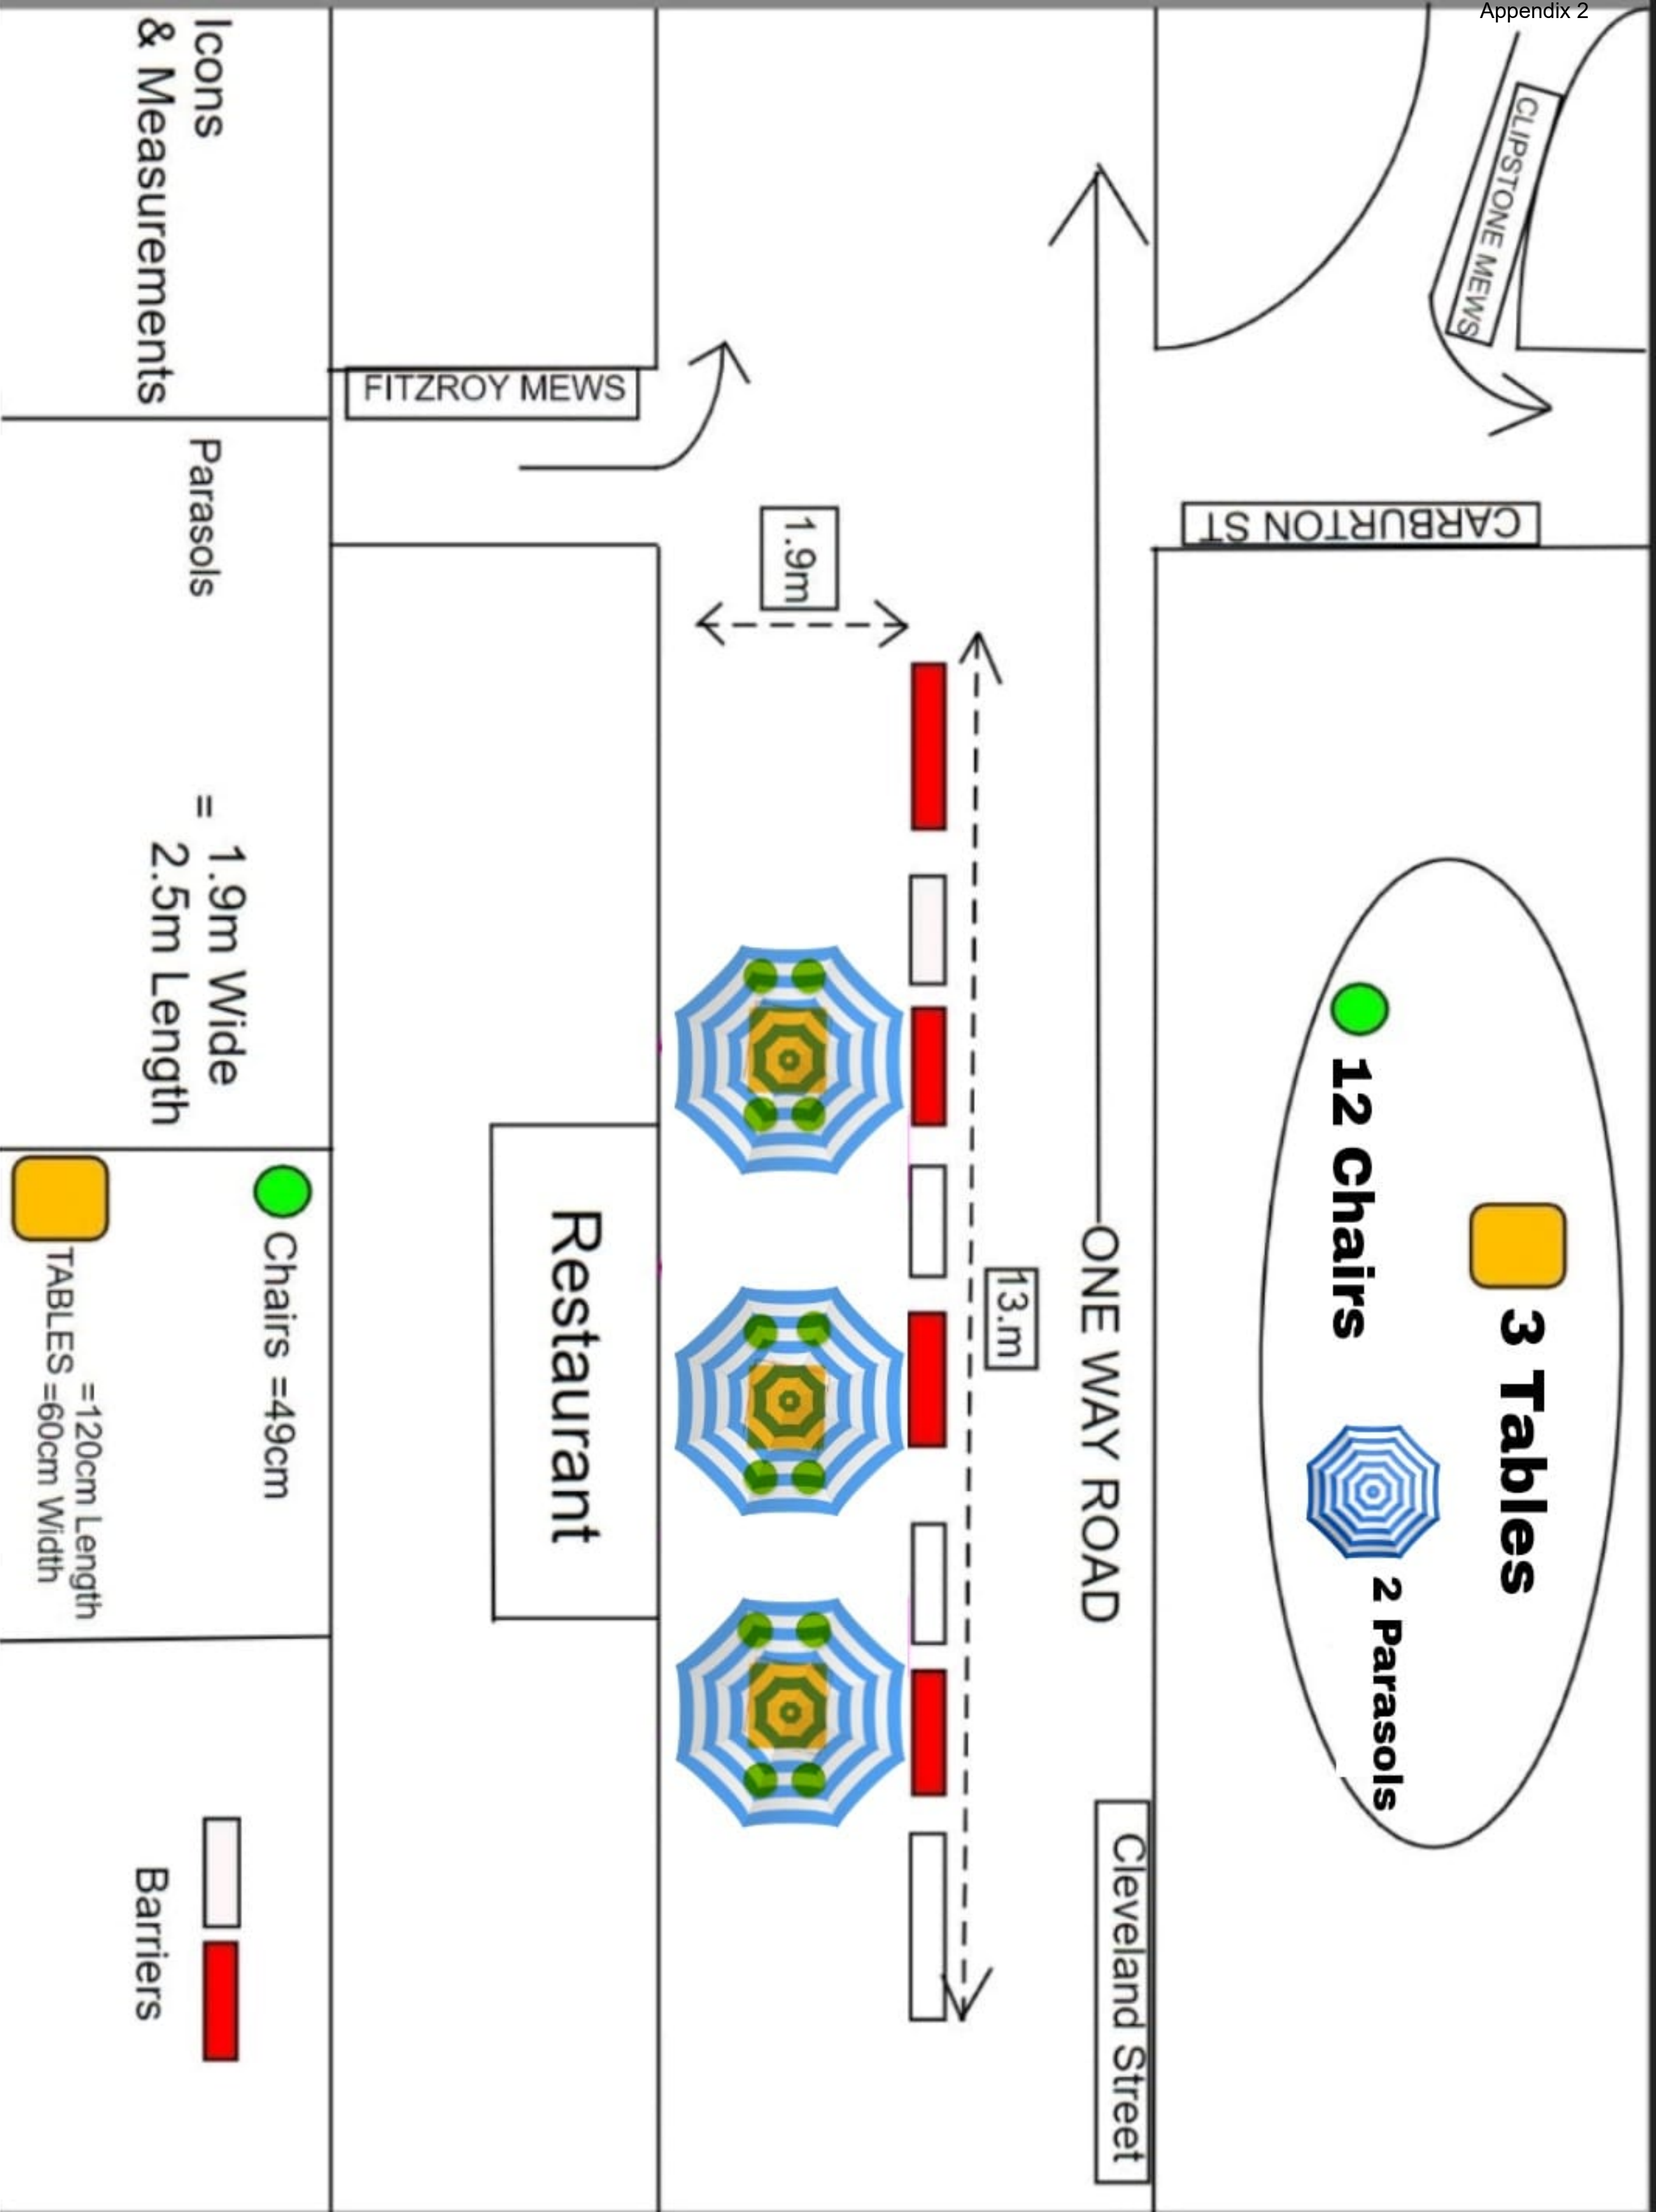 Appendix 2
CLIPSTONE MEWS
CARBURTON ST
3 Tables
12 Chairs
2 Parasols
Cleveland Street
ONE WAY ROAD
13.m
1.9m
FITZROY MEWS
Restaurant
Icons
& Measurements
Parasols
=
1.9m Wide
2.5m Length
Chairs =49cm
=120cm Length
TABLES =60cm Width
Barriers